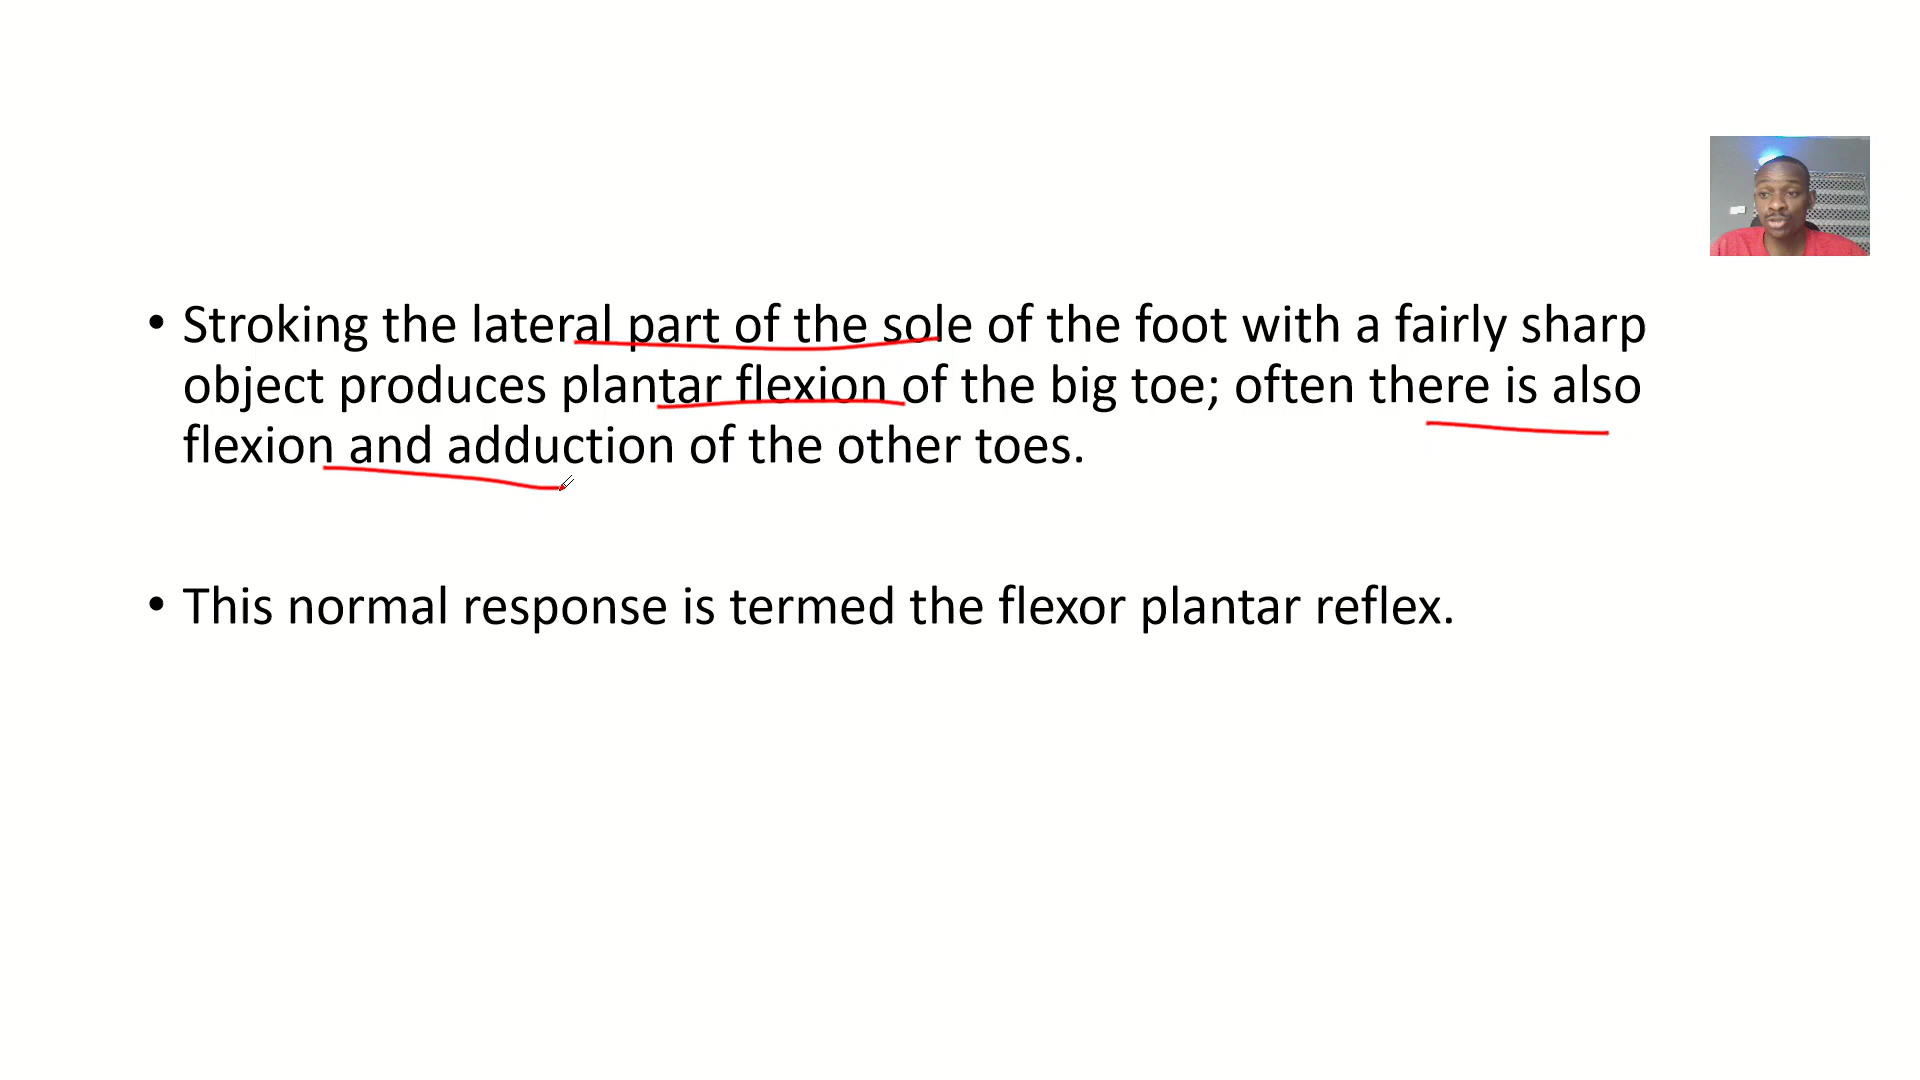 • Stroking the lateral part of the sole of the foot with a fairly sharp
object produces plantar flexion of the big toe; often there is also
flexion and adduction of the other toes.
• This normal response is termed the flexor plantar reflex.